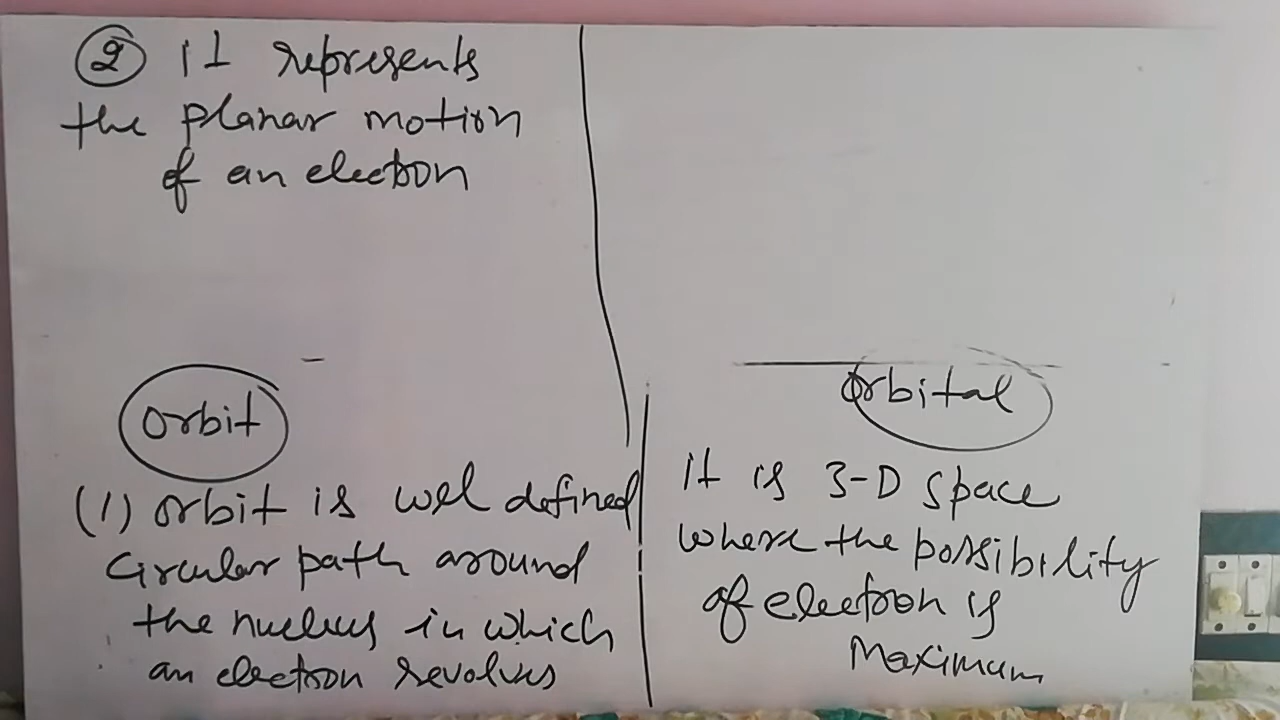 ② it represents
the planar motion
of an electron
orbit
(1) orbit is wel defined
Circular path around
the nucleus in which
an electron revolves
orbital
it is 3-D space
where the possibility
of electron is
Maximum